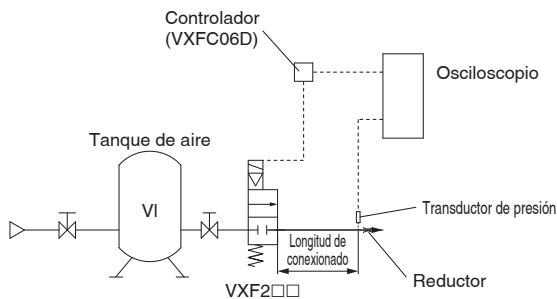 Controlador
(VXFC06D)
Osciloscopio
Tanque de aire
VI
Transductor de presión
Longitud de
conexionado
Reductor
VXF2□□